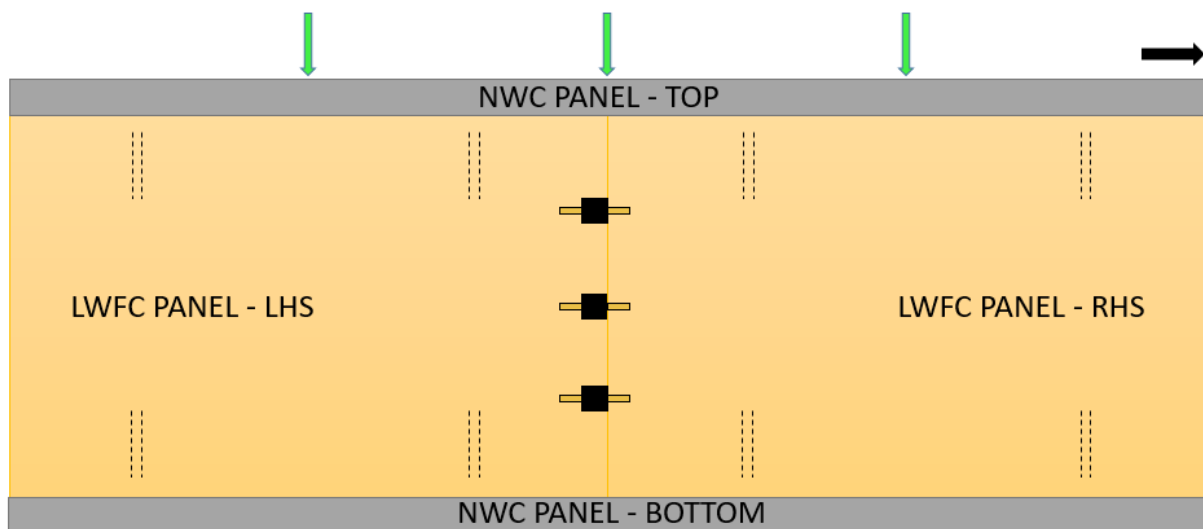 NWC PANEL - TOP
LWFC PANEL - LHS
LWFC PANEL - RHS
NWC PANEL - BOTTOM